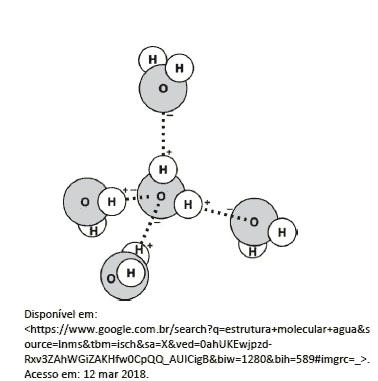 H
H
O
−
+
H
O H + − O H + − O H
H H
−
H +
O H
Disponível em:
<https://www.google.com.br/search?q=estrutura+molecular+agua&s
ource=lnms&tbm=isch&sa=X&ved=0ahUKEwjpzd-
Rxv3ZAhWGiZAKHfw0CpQQ_AUICigB&biw=1280&bih=589#imgrc=_>.
Acesso em: 12 mar 2018.